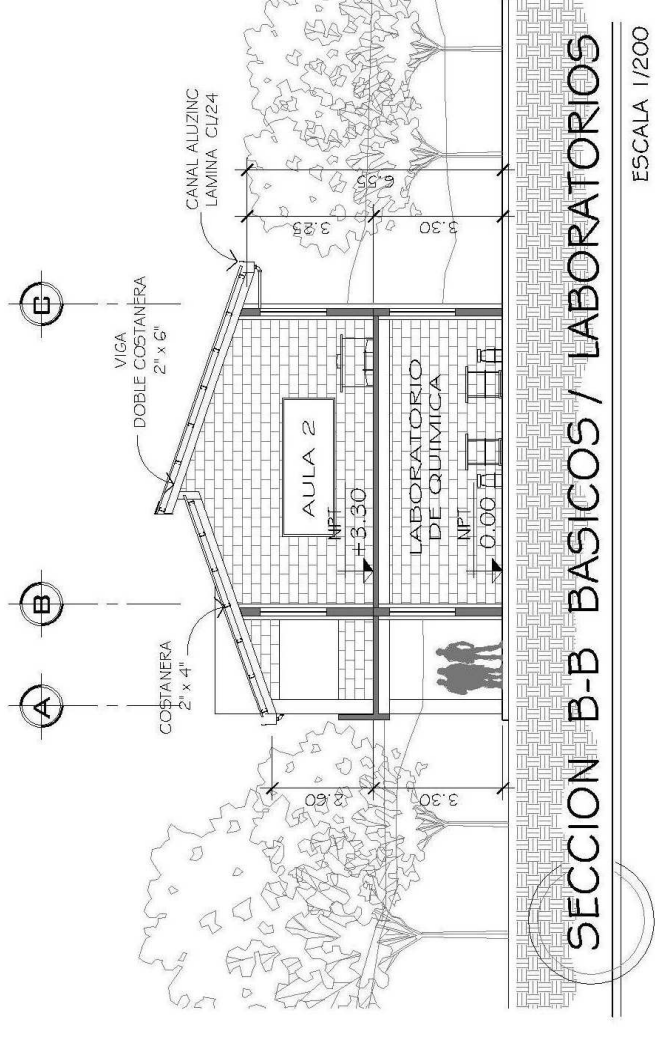 A
B
C
VIGA
DOBLE COSTANERA
2" x 6"
CANAL ALUZINC
LAMINA CL/24
COSTANERA
2" x 4"
AULA 2
NPT
+3.30
LABORATORIO
DE QUIMICA
NPT
0.00
2.60
3.30
3.25
3.30
6.55
SECCION B-B BASICOS / LABORATORIOS
ESCALA 1/200